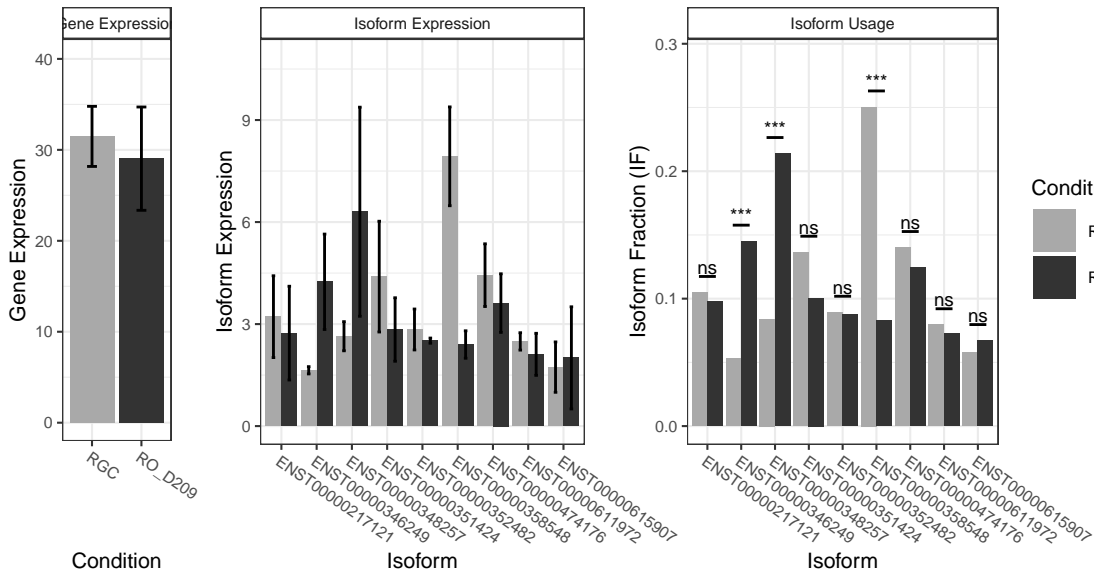 Gene Expression
Isoform Expression
Isoform Usage
Gene Expression
40
30
20
10
0
RGC
RO_D209
Condition
Isoform Expression
9
6
3
0
ENST00000217121
ENST00000346249
ENST00000348257
ENST00000351424
ENST00000352482
ENST00000358548
ENST00000474176
ENST00000611972
ENST00000615907
Isoform
Isoform Fraction (IF)
0.3
0.2
0.1
0.0
ns
***
***
ns
ns
***
ns
ns
ns
ENST00000217121
ENST00000346249
ENST00000348257
ENST00000351424
ENST00000352482
ENST00000358548
ENST00000474176
ENST00000611972
ENST00000615907
Isoform
Conditi
R
R